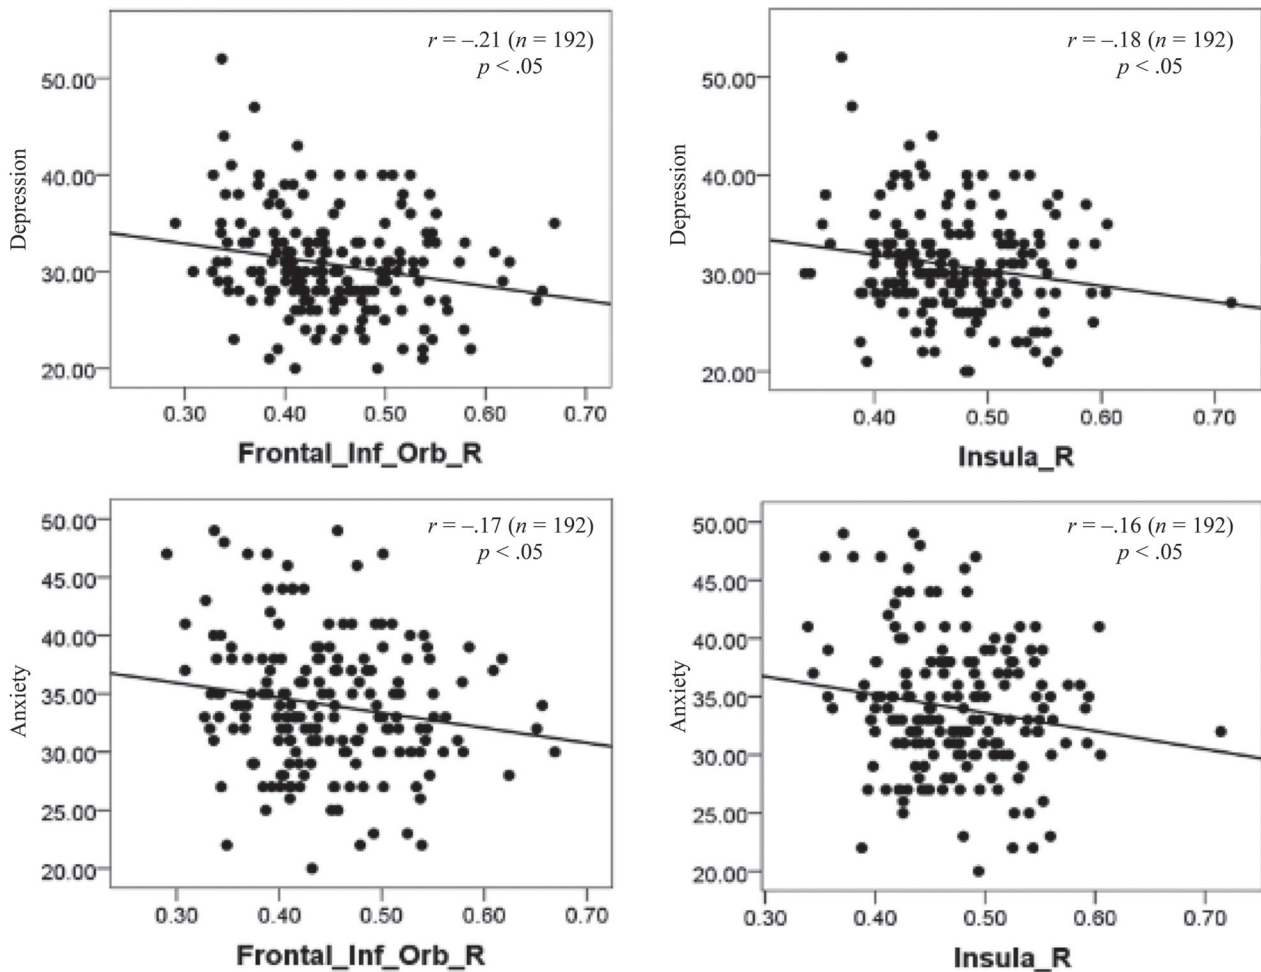 r = –.21 (n = 192)
p < .05
Depression
50.00
40.00
30.00
20.00
0.30 0.40 0.50 0.60 0.70
Frontal_Inf_Orb_R
r = –.18 (n = 192)
p < .05
Depression
50.00
40.00
30.00
20.00
0.40 0.50 0.60 0.70
Insula_R
r = –.17 (n = 192)
p < .05
Anxiety
50.00
45.00
40.00
35.00
30.00
25.00
20.00
0.30 0.40 0.50 0.60 0.70
Frontal_Inf_Orb_R
r = –.16 (n = 192)
p < .05
Anxiety
50.00
45.00
40.00
35.00
30.00
25.00
20.00
0.30 0.40 0.50 0.60 0.70
Insula_R